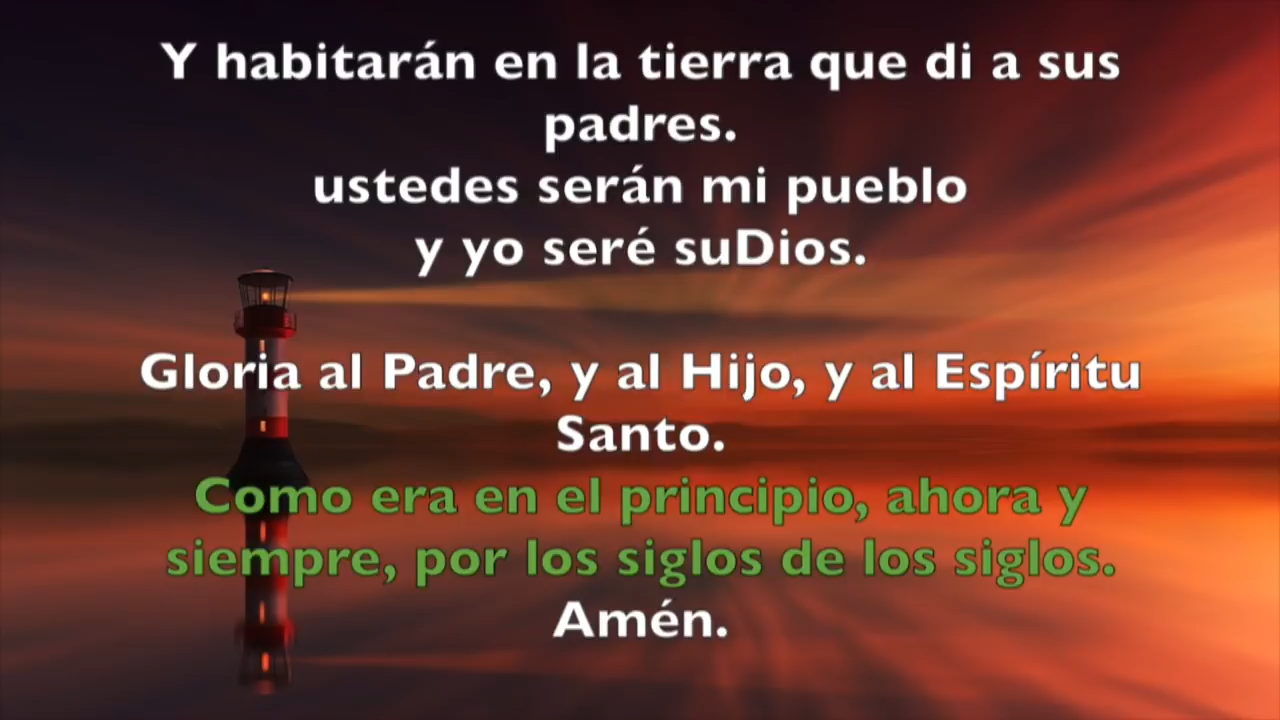 Y habitarán en la tierra que di a sus
padres.
ustedes serán mi pueblo
y yo seré suDios.
Gloria al Padre, y al Hijo, y al Espíritu
Santo.
Como era en el principio, ahora y
siempre, por los siglos de los siglos.
Amén.